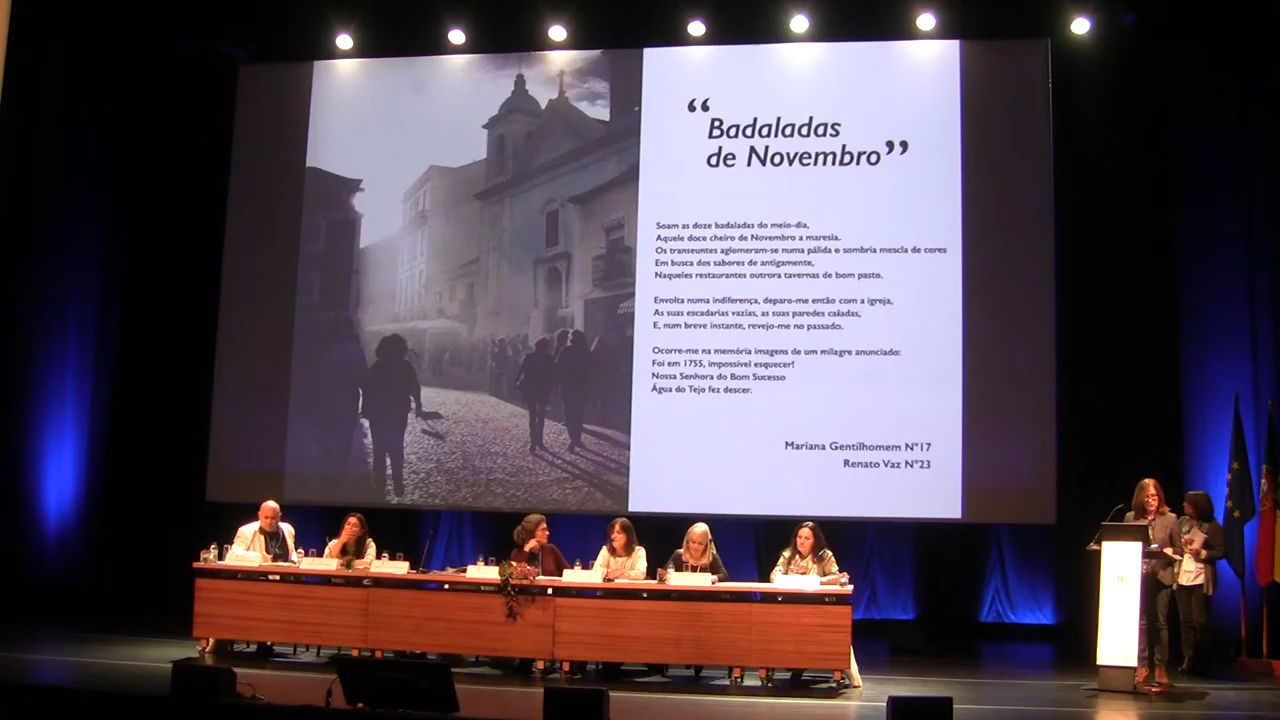 “Badaladas
de Novembro”
Soam as doze badaladas do meio-dia,
Aquele doce cheiro de Novembro a maresia.
Os transeuntes aglomeram-se numa pálida e sombria mescla de cores
Em busca dos sabores de antigamente,
Naqueles restaurantes outrora tavernas de bom pasto.
Envolta numa indiferença, deparo-me então com a igreja,
As suas escadarias vazias, as suas paredes caiadas,
E, num breve instante, revejo-me no passado.
Ocorre-me na memória imagens de um milagre anunciado:
Foi em 1755, impossível esquecer!
Nossa Senhora do Bom Sucesso
Água do Tejo fez descer.
Mariana Gentilhomem Nº17
Renato Vaz Nº23